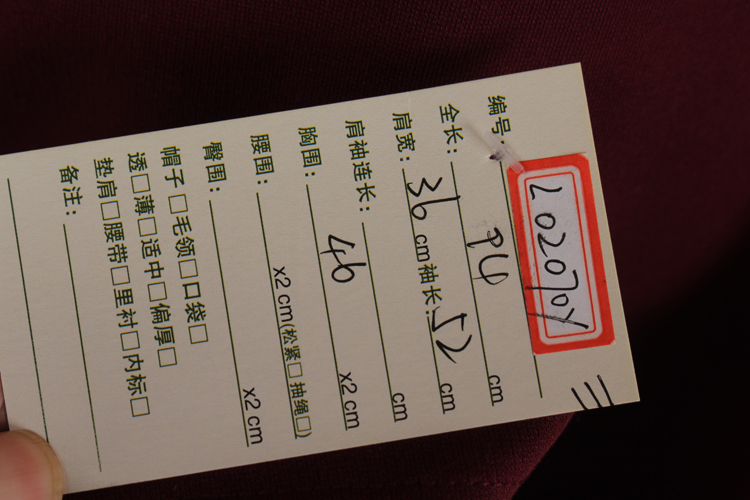 编号: L020704
全长: 94 cm
肩宽: 36 cm 袖长: 52 cm
肩袖连长: cm
胸围: 46 x2 cm
腰围: x2 cm(松紧□ 抽绳□)
臀围: x2 cm
帽子 □毛领□口袋□
透□薄□适中□偏厚□
垫肩□腰带□里衬□内标□
备注: